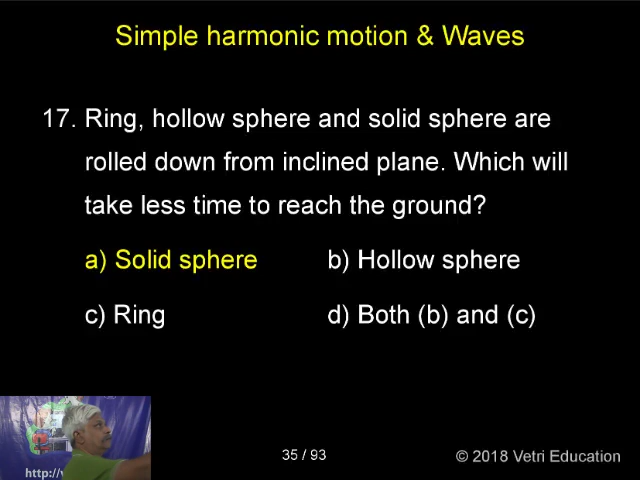 Simple harmonic motion & Waves
17. Ring, hollow sphere and solid sphere are
rolled down from inclined plane. Which will
take less time to reach the ground?
a) Solid sphere b) Hollow sphere
c) Ring d) Both (b) and (c)
http://
35 / 93
© 2018 Vetri Education